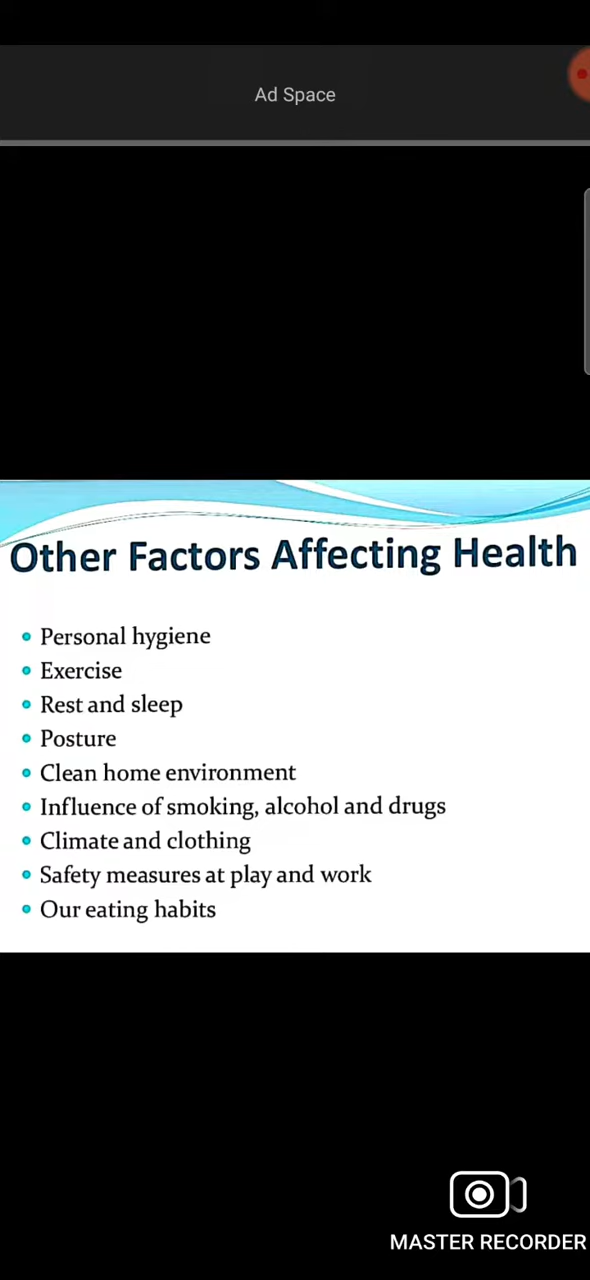 Ad Space
Other Factors Affecting Health
Personal hygiene
Exercise
Rest and sleep
Posture
Clean home environment
Influence of smoking, alcohol and drugs
Climate and clothing
Safety measures at play and work
Our eating habits
MASTER RECORDER